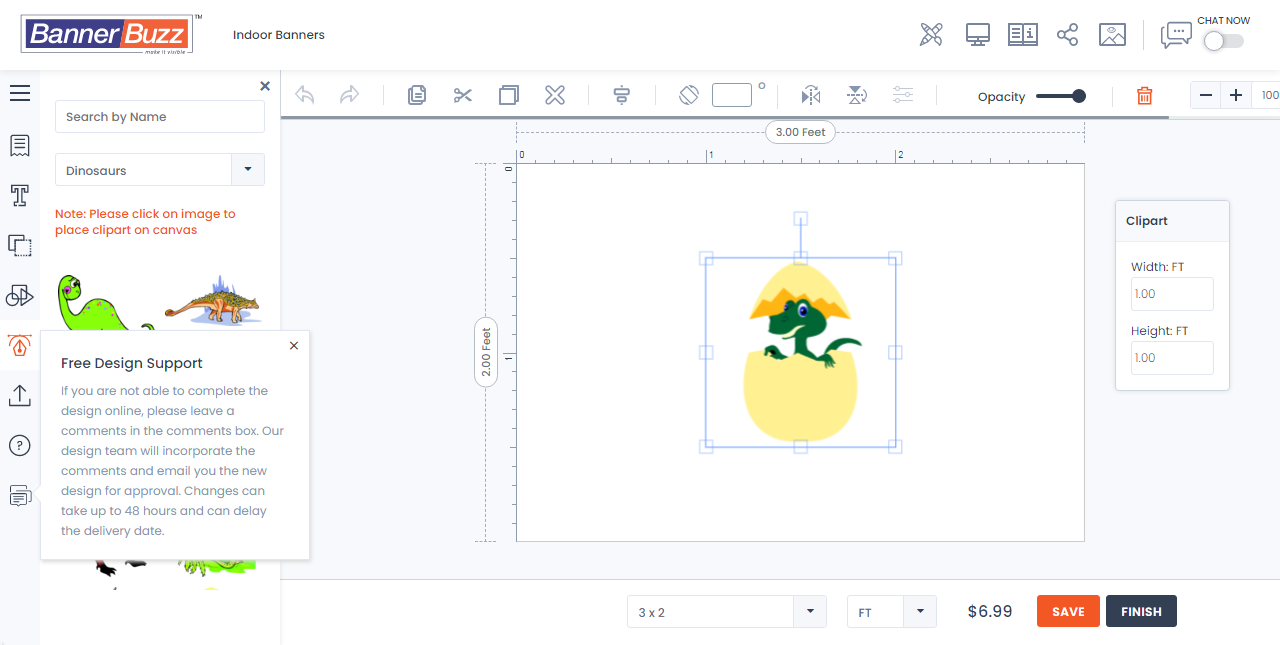 BannerBuzz™
make it visible
Indoor Banners
CHAT NOW
Search by Name
Dinosaurs
Note: Please click on image to
place clipart on canvas
Free Design Support
If you are not able to complete the
design online, please leave a
comments in the comments box. Our
design team will incorporate the
comments and email you the new
design for approval. Changes can
take up to 48 hours and can delay
the delivery date.
Opacity
100
3.00 Feet
0 1 2
0
1
2.00 Feet
Clipart
Width: FT
1.00
Height: FT
1.00
3 x 2
FT
$6.99
SAVE
FINISH